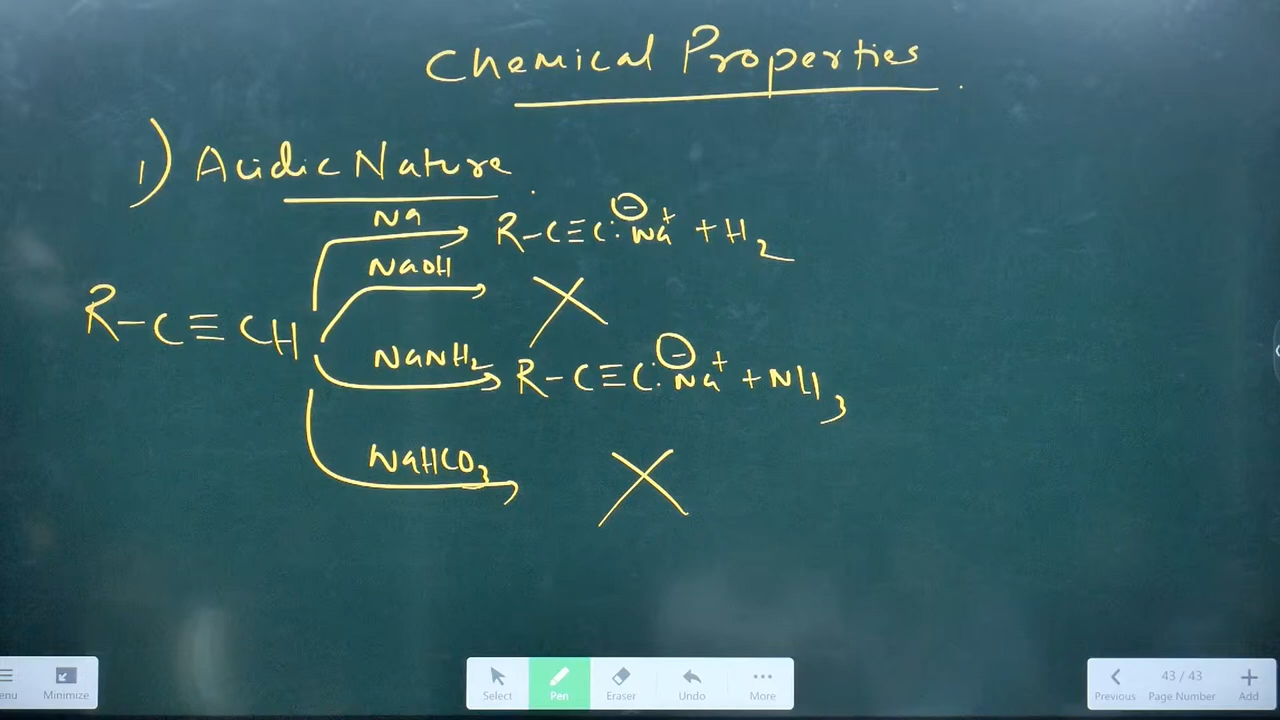 Chemical Properties
1) Acidic Nature
Na
R-C≡C:⊖ Na+ + H2
NaOH
X
R-C≡CH
NaNH2
R-C≡C:⊖ Na+ + NH3
NaHCO3
X
enu
Minimize
Select
Pen
Eraser
Undo
More
Previous
43 / 43
Page Number
Add